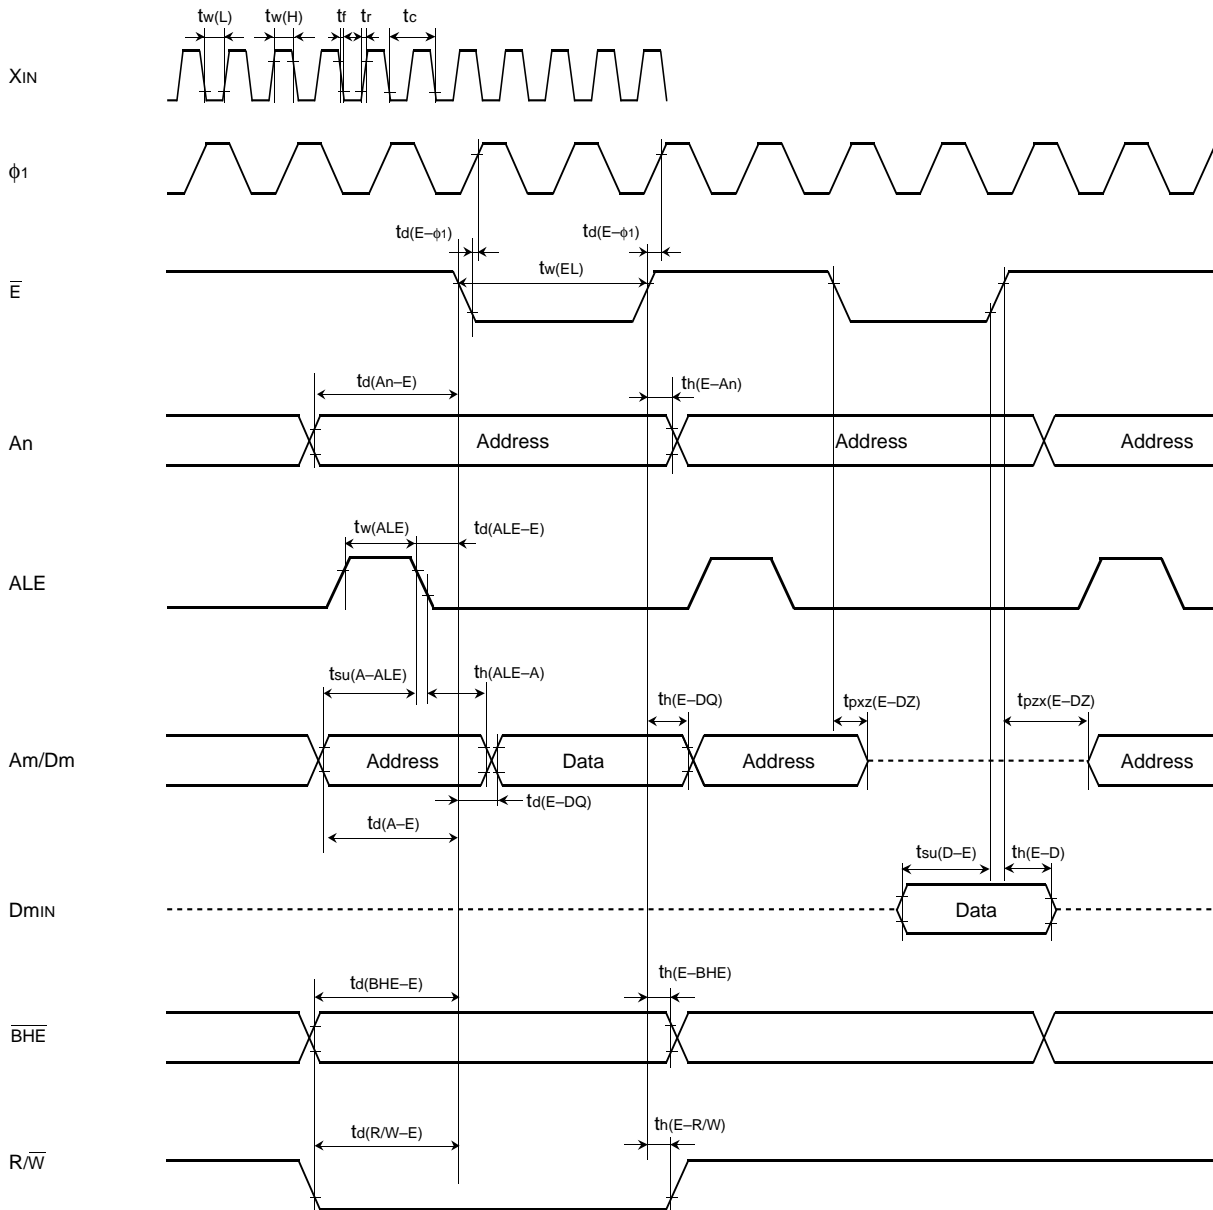 tw(L) tw(H) tf tr tc
XIN
ϕ1
td(E–ϕ1) td(E–ϕ1)
tw(EL)
E̅
td(An–E) th(E–An)
An Address Address Address
tw(ALE) td(ALE–E)
ALE
tsu(A–ALE) th(ALE–A) th(E–DQ) tpxz(E–DZ) tpzx(E–DZ)
Am/Dm Address Data Address Address
td(E–DQ)
td(A–E)
tsu(D–E) th(E–D)
DmIN Data
td(BHE–E) th(E–BHE)
B̅H̅E̅
td(R/W–E) th(E–R/W)
R/W̅